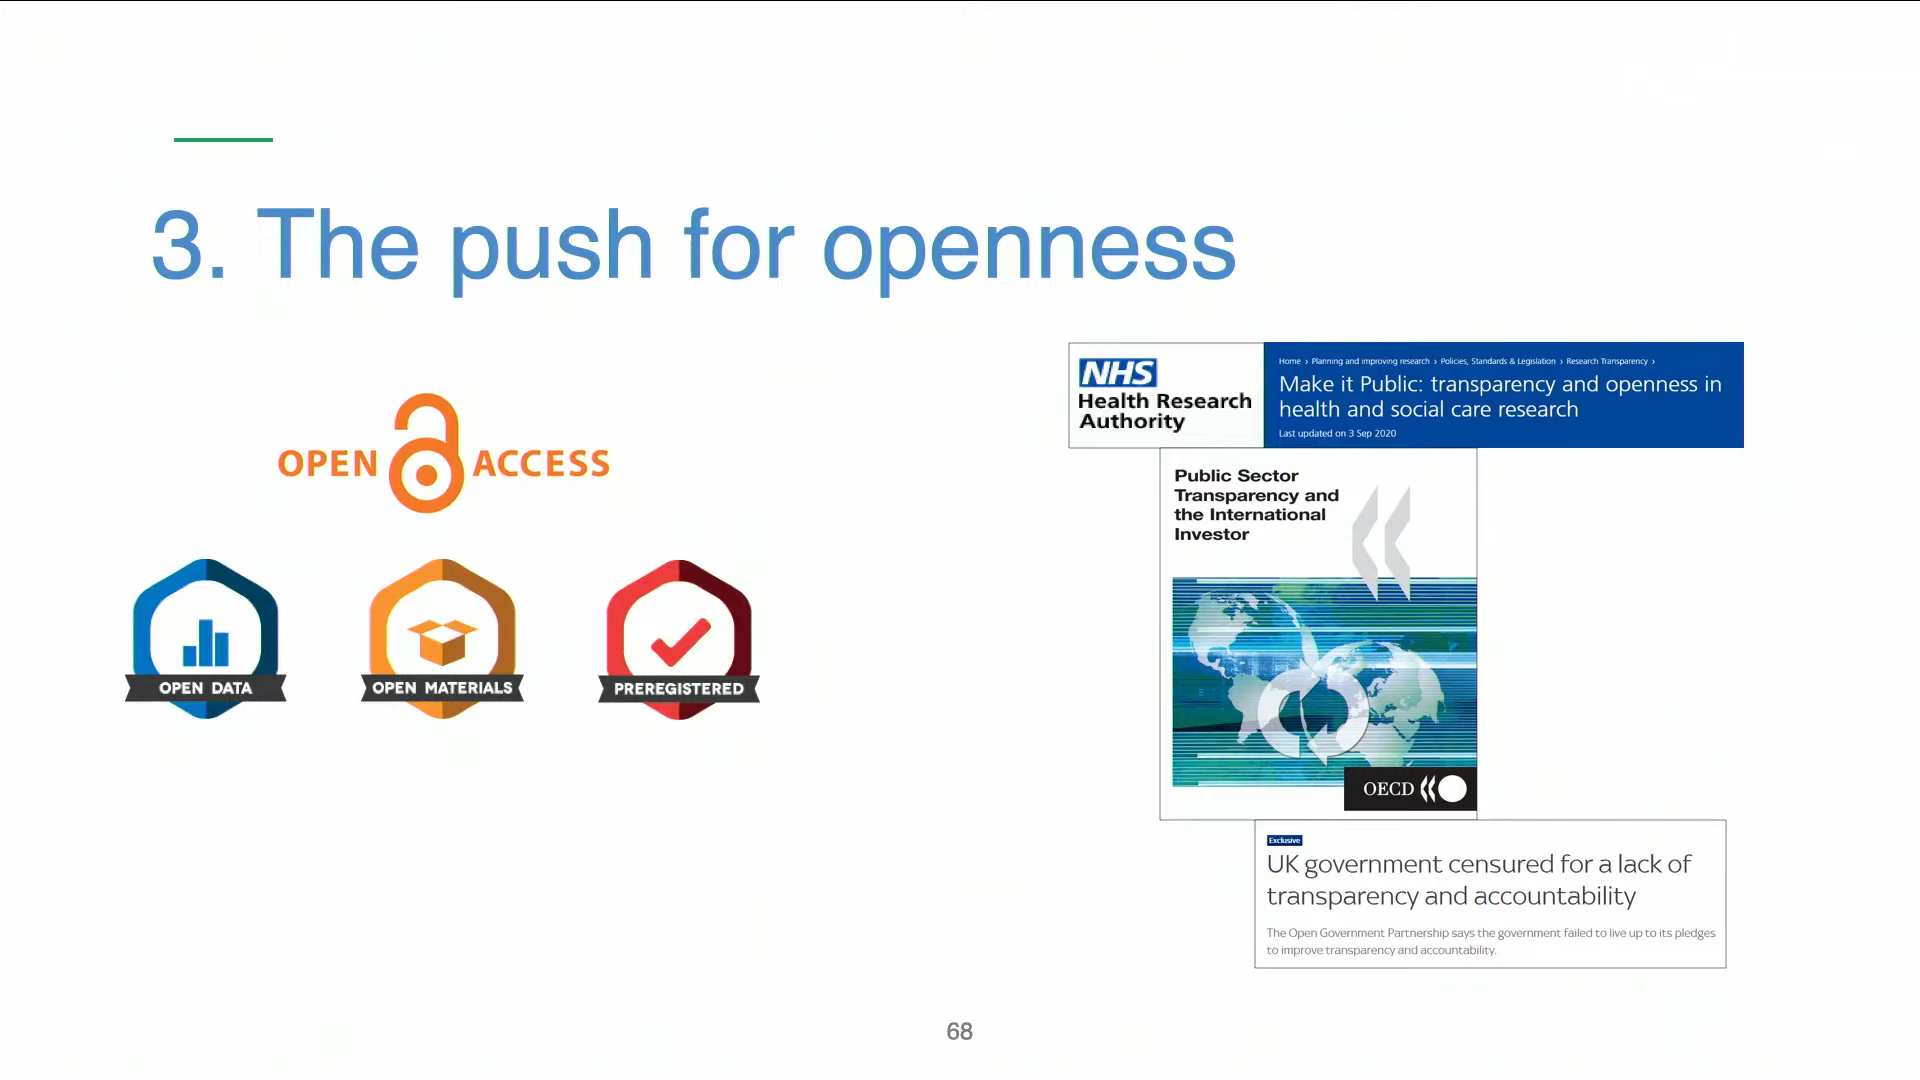 3. The push for openness
OPEN ACCESS
OPEN DATA
OPEN MATERIALS
PREREGISTERED
NHS
Health Research
Authority
Home › Planning and improving research › Policies, Standards & Legislation › Research Transparency ›
Make it Public: transparency and openness in
health and social care research
Last updated on 3 Sep 2020
Public Sector
Transparency and
the International
Investor
OECD
Exclusive
UK government censured for a lack of
transparency and accountability
The Open Government Partnership says the government failed to live up to its pledges
to improve transparency and accountability.
68